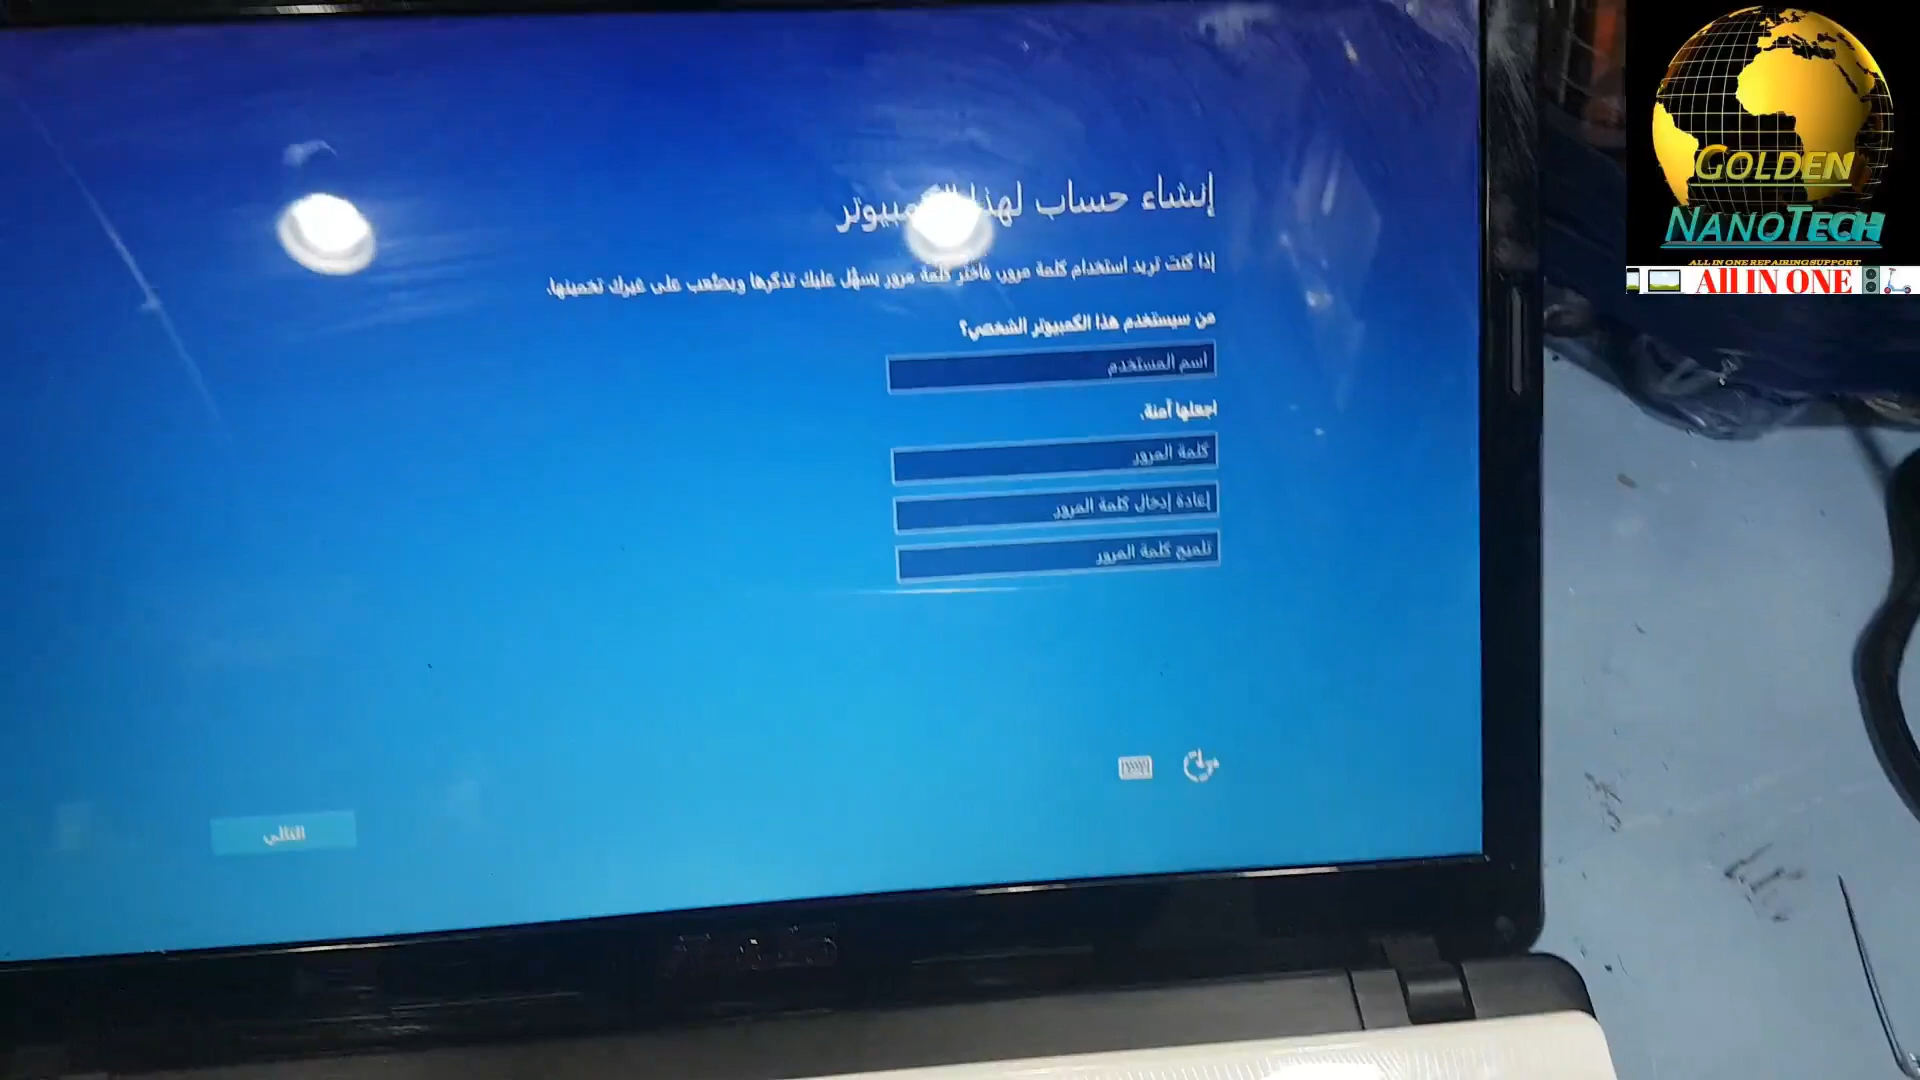 إنشاء حساب لهذا الكمبيوتر
إذا كنت تريد استخدام كلمة مرور، فاختر كلمة مرور يسهُل عليك تذكرها ويصعُب على غيرك تخمينها.
من سيستخدم هذا الكمبيوتر الشخصي؟
اسم المستخدم
اجعلها آمنة.
كلمة المرور
إعادة إدخال كلمة المرور
تلميح كلمة المرور
التالي
GOLDEN
NANOTECH
ALL IN ONE REPAIRING SUPPORT
All IN ONE